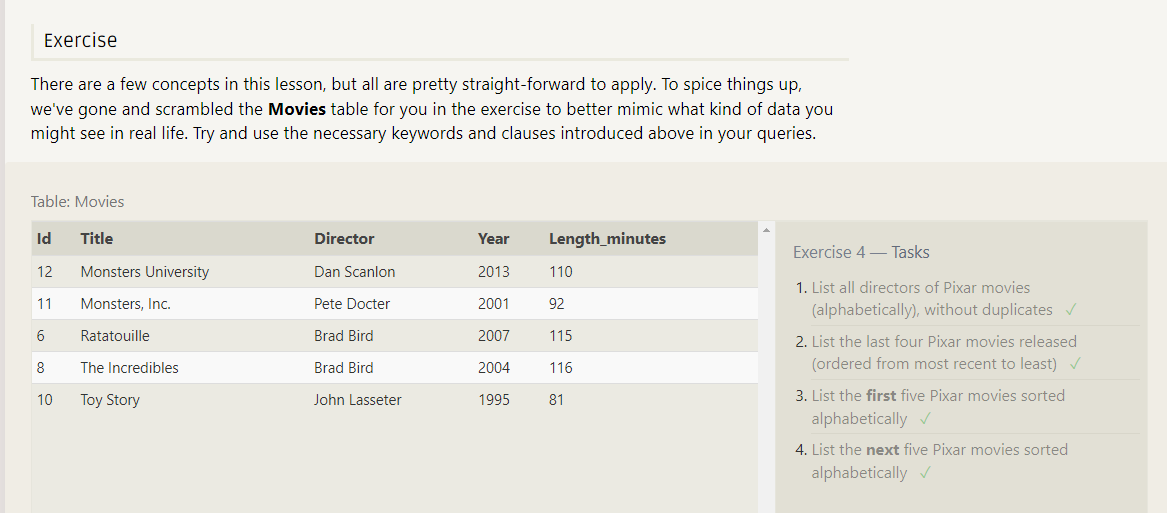 Exercise
There are a few concepts in this lesson, but all are pretty straight-forward to apply. To spice things up,
we've gone and scrambled the Movies table for you in the exercise to better mimic what kind of data you
might see in real life. Try and use the necessary keywords and clauses introduced above in your queries.
Table: Movies
Id Title Director Year Length_minutes
12 Monsters University Dan Scanlon 2013 110
11 Monsters, Inc. Pete Docter 2001 92
6 Ratatouille Brad Bird 2007 115
8 The Incredibles Brad Bird 2004 116
10 Toy Story John Lasseter 1995 81
Exercise 4 — Tasks
1. List all directors of Pixar movies
(alphabetically), without duplicates ✓
2. List the last four Pixar movies released
(ordered from most recent to least) ✓
3. List the first five Pixar movies sorted
alphabetically ✓
4. List the next five Pixar movies sorted
alphabetically ✓